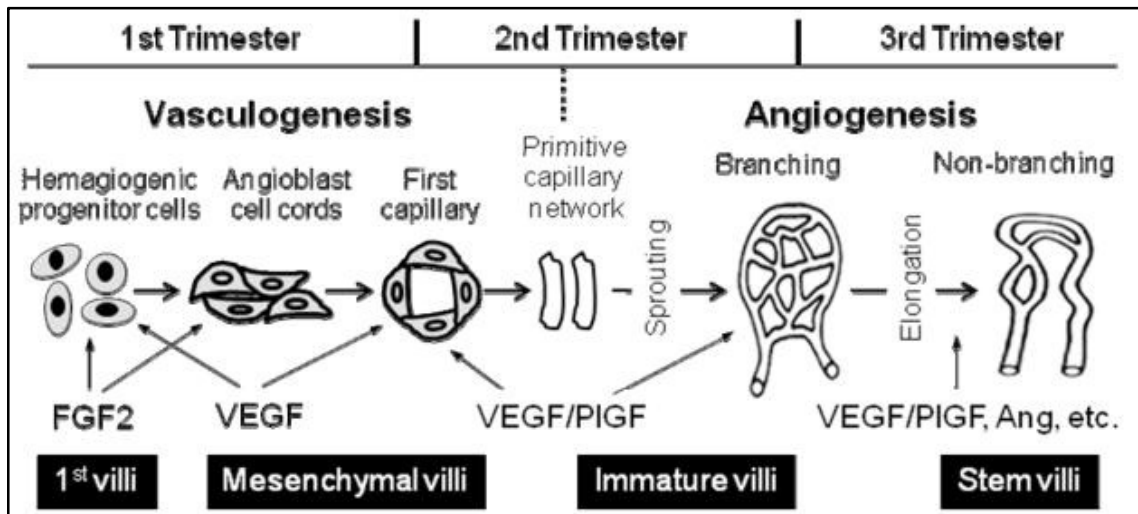 1st Trimester 2nd Trimester 3rd Trimester
Vasculogenesis Angiogenesis
Hemagiogenic
progenitor cells
Angioblast
cell cords
First
capillary
Primitive
capillary
network
Sprouting
Branching
Elongation
Non-branching
FGF2 VEGF VEGF/PlGF VEGF/PlGF, Ang, etc.
1st villi Mesenchymal villi Immature villi Stem villi